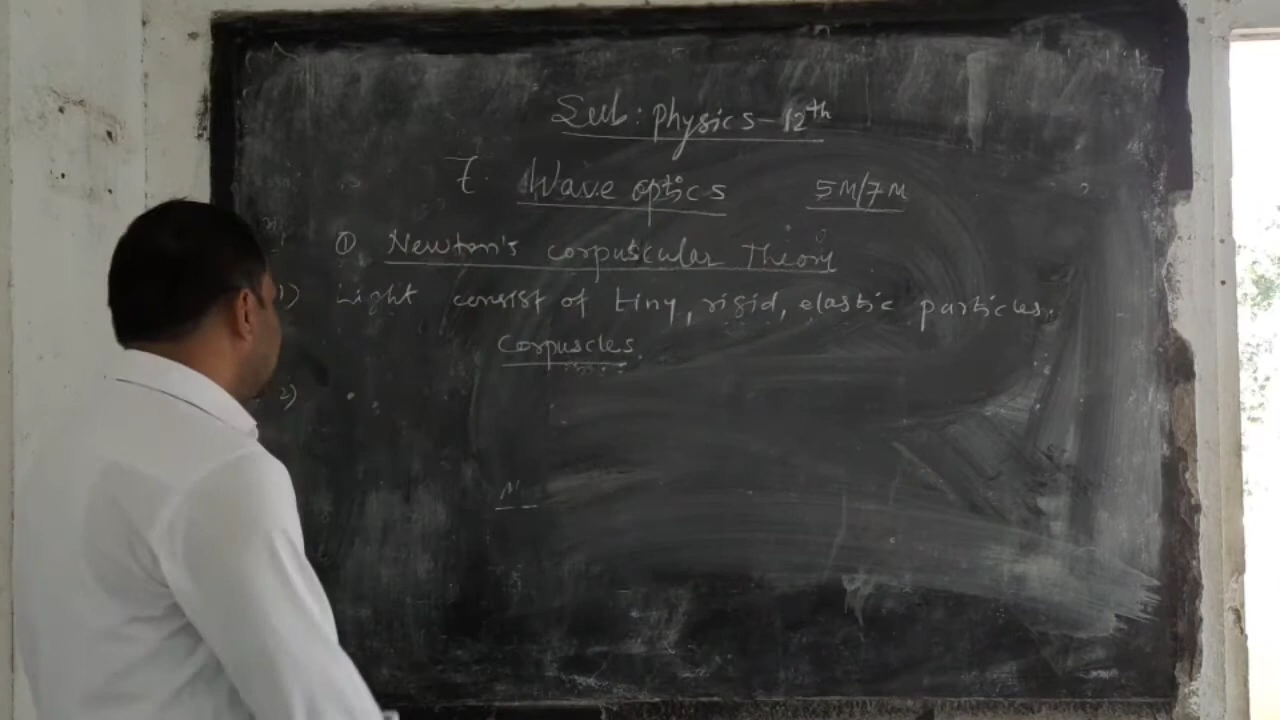 Sub: Physics - 12th
7. Wave optics 5M/7M
① Newton's corpuscular Theory
1) Light consist of tiny, rigid, elastic particles.
Corpuscles.
2)